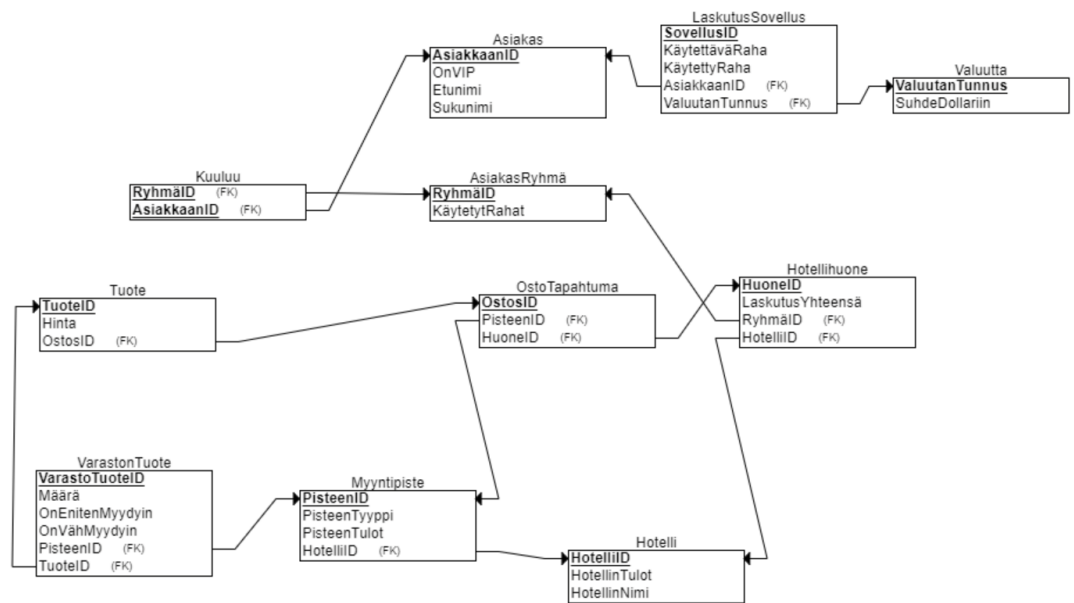 LaskutusSovellus
SovellusID
KäytettäväRaha
KäytettyRaha
AsiakkaanID (FK)
ValuutanTunnus (FK)
Asiakas
AsiakkaanID
OnVIP
Etunimi
Sukunimi
Valuutta
ValuutanTunnus
SuhdeDollariin
Kuuluu
RyhmäID (FK)
AsiakkaanID (FK)
AsiakasRyhmä
RyhmäID
KäytetytRahat
Tuote
TuoteID
Hinta
OstosID (FK)
OstoTapahtuma
OstosID
PisteenID (FK)
HuoneID (FK)
Hotellihuone
HuoneID
LaskutusYhteensä
RyhmäID (FK)
HotelliID (FK)
VarastonTuote
VarastoTuoteID
Määrä
OnEnitenMyydyin
OnVähMyydyin
PisteenID (FK)
TuoteID (FK)
Myyntipiste
PisteenID
PisteenTyyppi
PisteenTulot
HotelliID (FK)
Hotelli
HotelliID
HotellinTulot
HotellinNimi